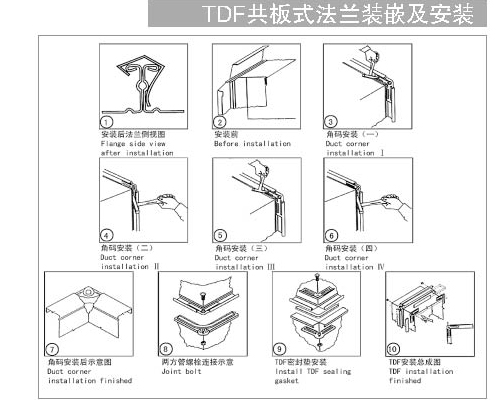 TDF共板式法兰装嵌及安装
1
安装后法兰侧视图
Flange side view
after installation
2
安装前
Before installation
3
角码安装（一）
Duct corner
installation Ⅰ
4
角码安装（二）
Duct corner
installation Ⅱ
5
角码安装（三）
Duct corner
installation Ⅲ
6
角码安装（四）
Duct corner
installation Ⅳ
7
角码安装后示意图
Duct corner
installation finished
8
两方管螺栓连接示意
Joint bolt
9
TDF密封垫安装
Install TDF sealing
gasket
10
TDF安装总成图
TDF installation
finished